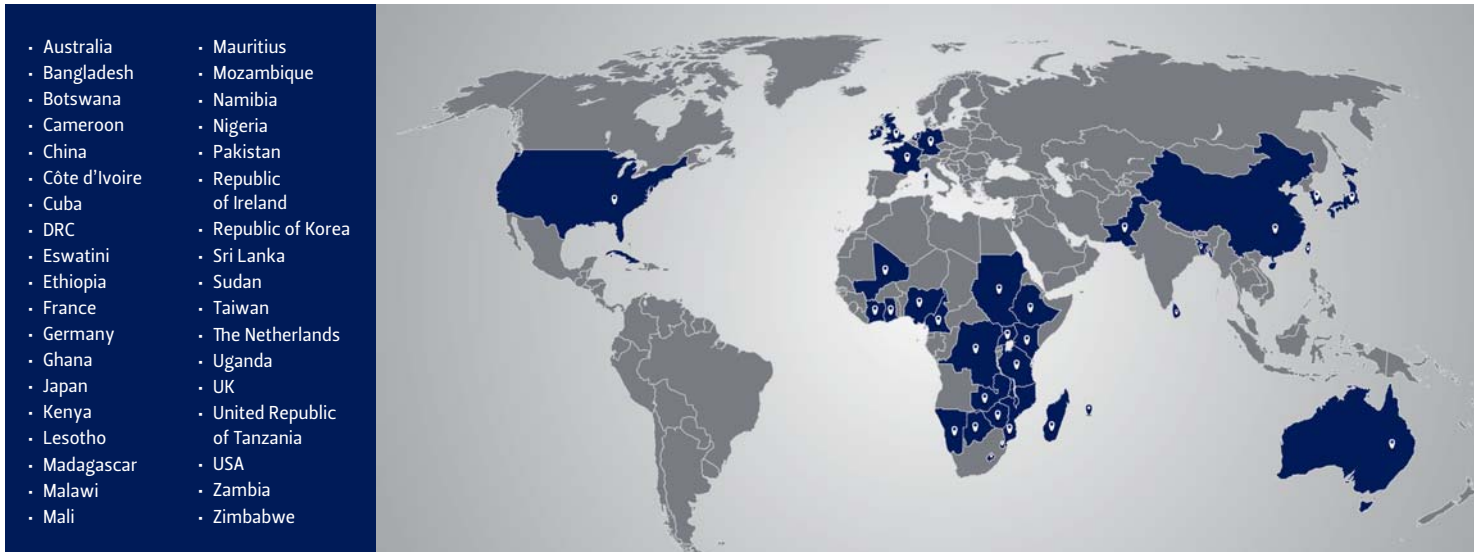 · Australia
· Bangladesh
· Botswana
· Cameroon
· China
· Côte d’Ivoire
· Cuba
· DRC
· Eswatini
· Ethiopia
· France
· Germany
· Ghana
· Japan
· Kenya
· Lesotho
· Madagascar
· Malawi
· Mali
· Mauritius
· Mozambique
· Namibia
· Nigeria
· Pakistan
· Republic
of Ireland
· Republic of Korea
· Sri Lanka
· Sudan
· Taiwan
· The Netherlands
· Uganda
· UK
· United Republic
of Tanzania
· USA
· Zambia
· Zimbabwe